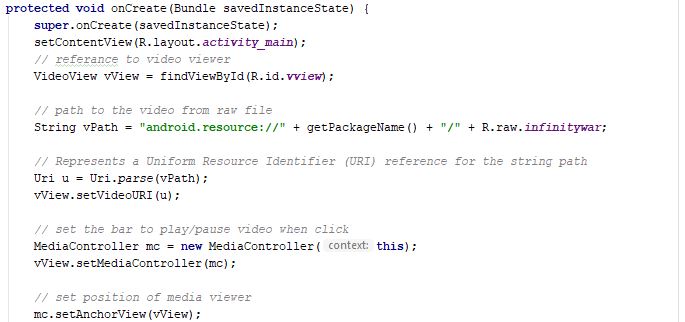 protected void onCreate(Bundle savedInstanceState) {
    super.onCreate(savedInstanceState);
    setContentView(R.layout.activity_main);
    // referance to video viewer
    VideoView vView = findViewById(R.id.vview);

    // path to the video from raw file
    String vPath = "android.resource://" + getPackageName() + "/" + R.raw.infinitywar;

    // Represents a Uniform Resource Identifier (URI) reference for the string path
    Uri u = Uri.parse(vPath);
    vView.setVideoURI(u);

    // set the bar to play/pause video when click
    MediaController mc = new MediaController( context: this);
    vView.setMediaController(mc);

    // set position of media viewer
    mc.setAnchorView(vView);